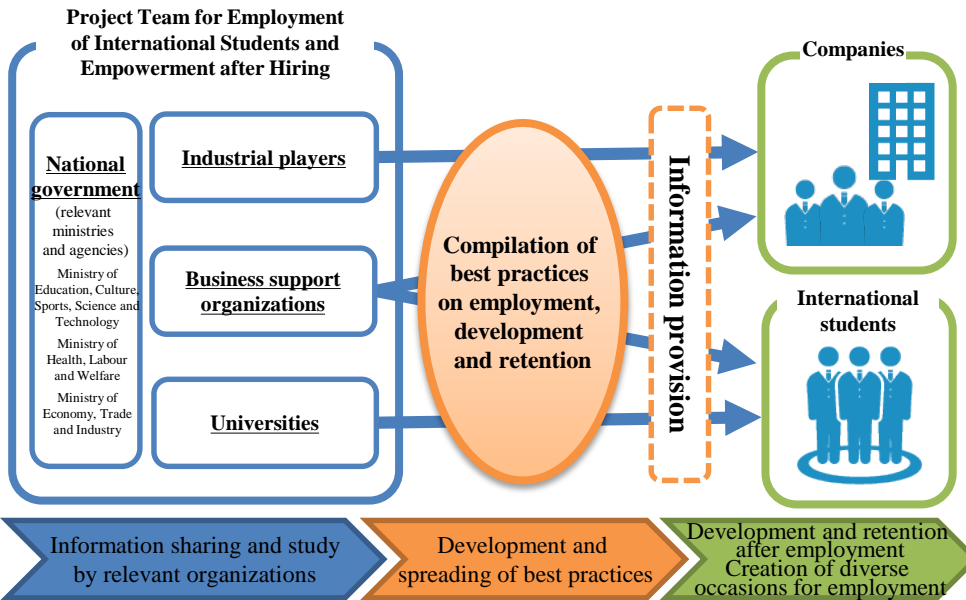 Project Team for Employment
of International Students and
Empowerment after Hiring
National
government
(relevant
ministries
and agencies)
Ministry of
Education, Culture,
Sports, Science and
Technology
Ministry of
Health, Labour
and Welfare
Ministry of
Economy, Trade
and Industry
Industrial players
Business support
organizations
Universities
Compilation of
best practices
on employment,
development
and retention
Information provision
Companies
International
students
Information sharing and study
by relevant organizations
Development and
spreading of best practices
Development and retention
after employment
Creation of diverse
occasions for employment